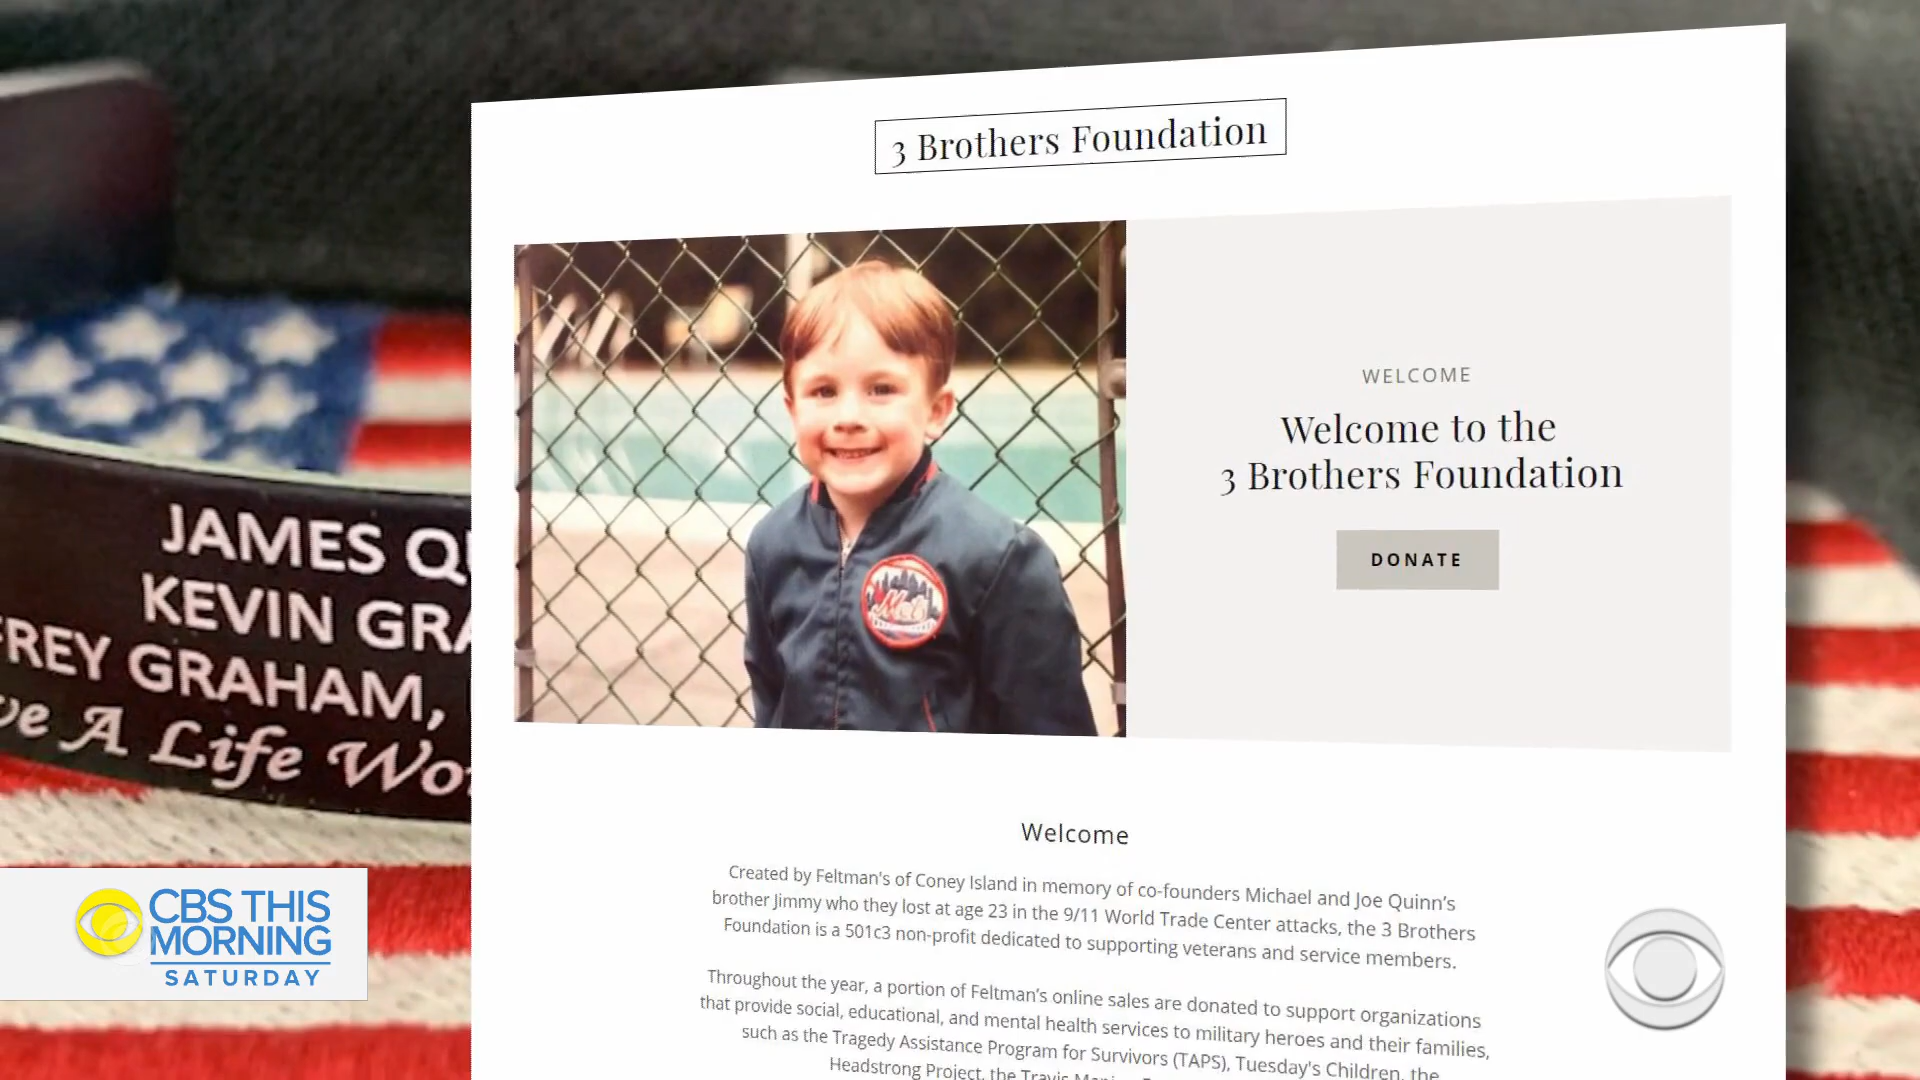 3 Brothers Foundation
WELCOME
Welcome to the
3 Brothers Foundation
DONATE
Mets
JAMES
KEVIN
GRAHAM,
A Life
Welcome
Created by Feltman's of Coney Island in memory of co-founders Michael and Joe Quinn's
brother Jimmy who they lost at age 23 in the 9/11 World Trade Center attacks, the 3 Brothers
Foundation is a 501c3 non-profit dedicated to supporting veterans and service members.
Throughout the year, a portion of Feltman's online sales are donated to support organizations
that provide social, educational, and mental health services to military heroes and their families,
such as the Tragedy Assistance Program for Survivors (TAPS), Tuesday's Children, the
Headstrong Project, the Travis
CBS THIS
MORNING
SATURDAY